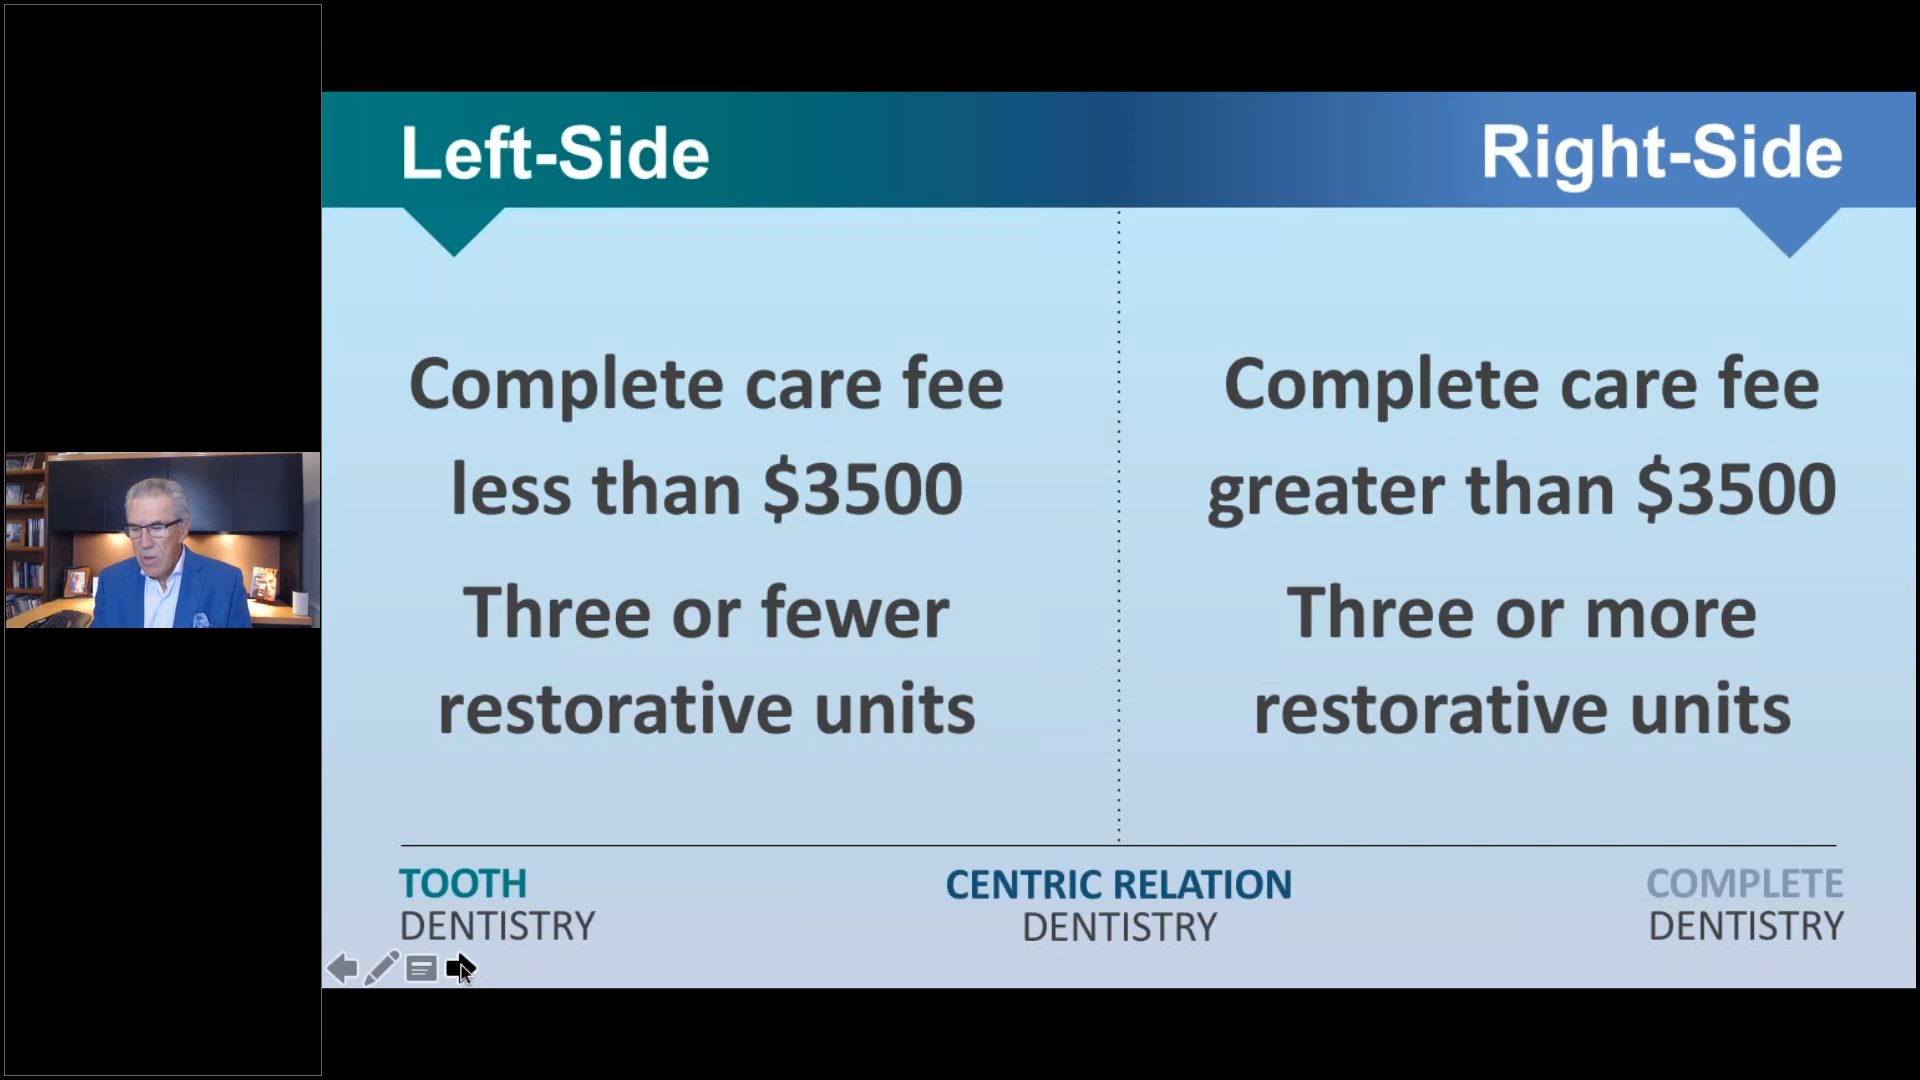 Left-Side
Right-Side
Complete care fee
less than $3500
Three or fewer
restorative units
Complete care fee
greater than $3500
Three or more
restorative units
TOOTH
DENTISTRY
CENTRIC RELATION
DENTISTRY
COMPLETE
DENTISTRY